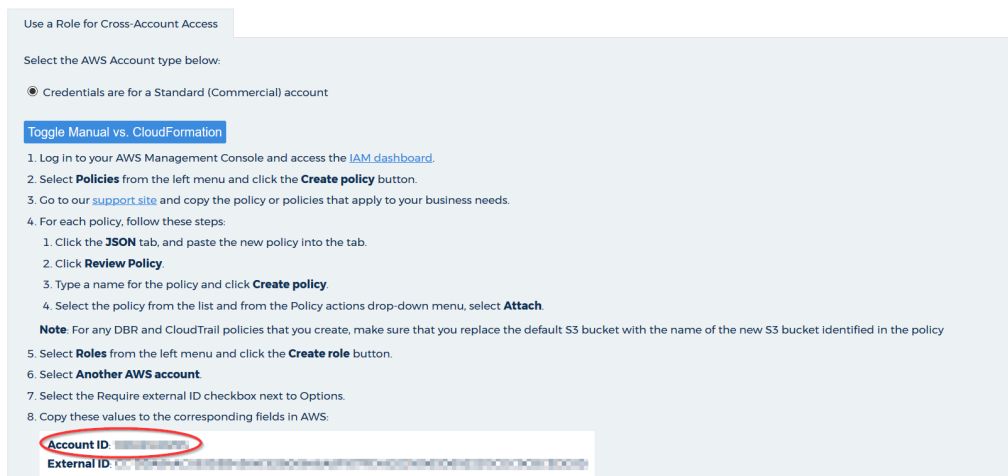 Use a Role for Cross-Account Access
Select the AWS Account type below:
Credentials are for a Standard (Commercial) account
Toggle Manual vs. CloudFormation
1. Log in to your AWS Management Console and access the IAM dashboard.
2. Select Policies from the left menu and click the Create policy button.
3. Go to our support site and copy the policy or policies that apply to your business needs.
4. For each policy, follow these steps:
1. Click the JSON tab, and paste the new policy into the tab.
2. Click Review Policy.
3. Type a name for the policy and click Create policy.
4. Select the policy from the list and from the Policy actions drop-down menu, select Attach.
Note: For any DBR and CloudTrail policies that you create, make sure that you replace the default S3 bucket with the name of the new S3 bucket identified in the policy
5. Select Roles from the left menu and click the Create role button.
6. Select Another AWS account.
7. Select the Require external ID checkbox next to Options.
8. Copy these values to the corresponding fields in AWS:
Account ID:
External ID: